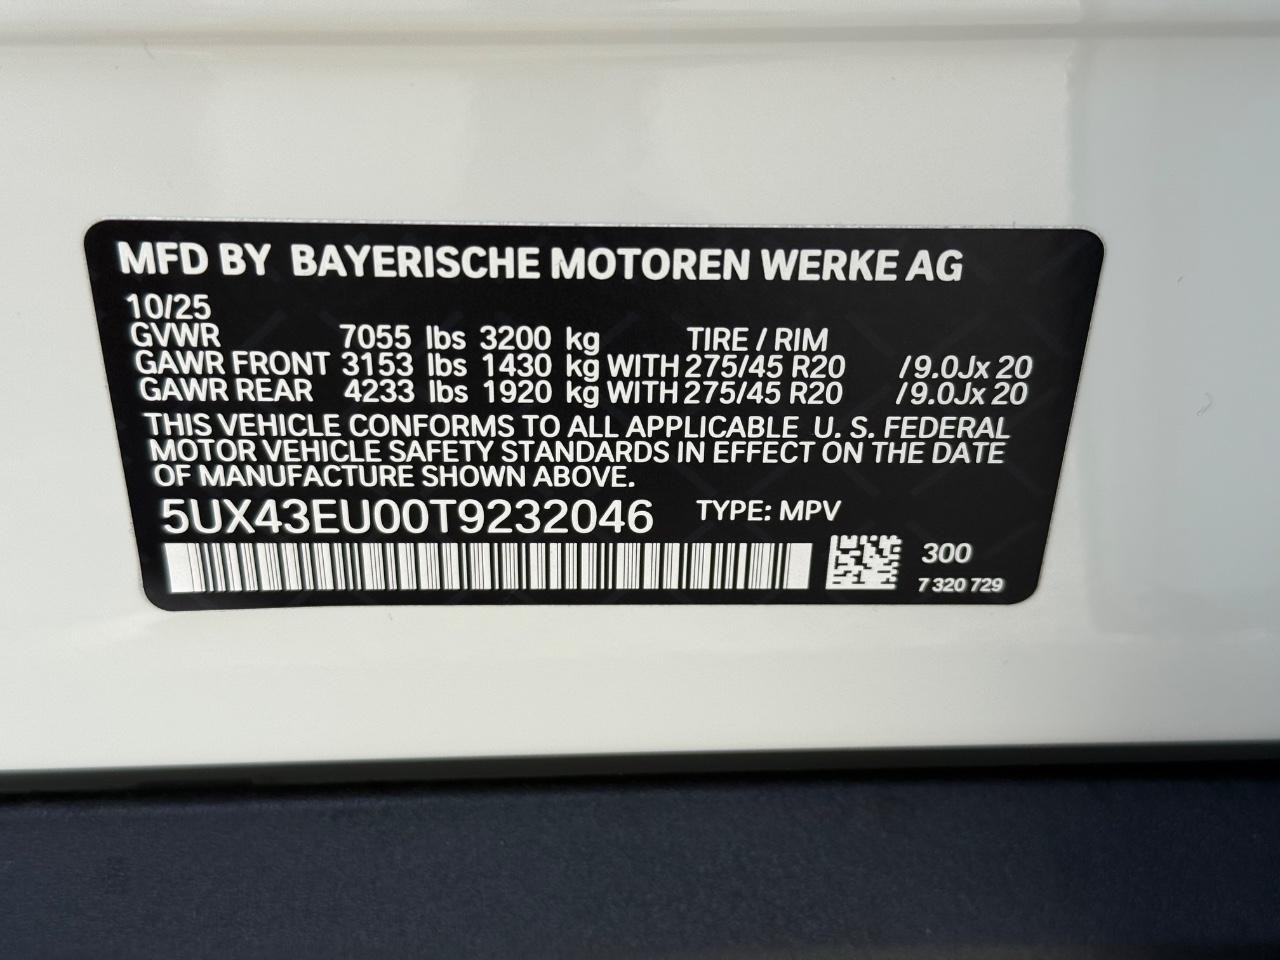 MFD BY BAYERISCHE MOTOREN WERKE AG
10/25
GVWR 7055 lbs 3200 kg TIRE / RIM
GAWR FRONT 3153 lbs 1430 kg WITH 275/45 R20 /9.0Jx 20
GAWR REAR 4233 lbs 1920 kg WITH 275/45 R20 /9.0Jx 20
THIS VEHICLE CONFORMS TO ALL APPLICABLE U. S. FEDERAL
MOTOR VEHICLE SAFETY STANDARDS IN EFFECT ON THE DATE
OF MANUFACTURE SHOWN ABOVE.
5UX43EU00T9232046 TYPE: MPV
300
7 320 729